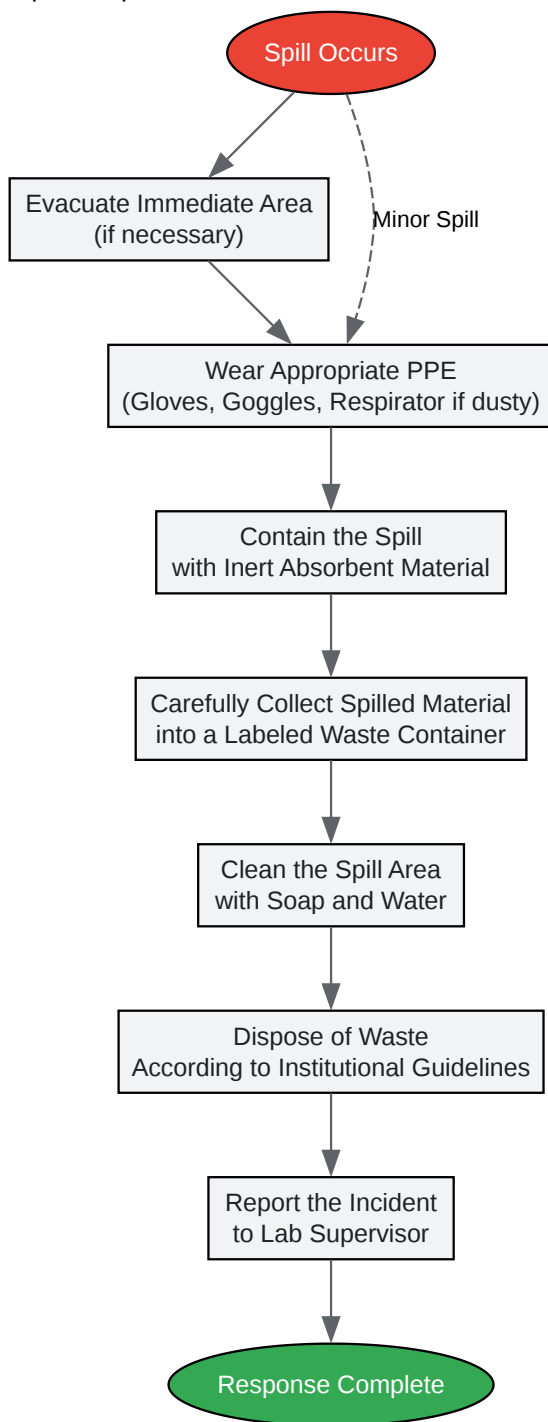 Spill Occurs
Evacuate Immediate Area
(if necessary)
Minor Spill
Wear Appropriate PPE
(Gloves, Goggles, Respirator if dusty)
Contain the Spill
with Inert Absorbent Material
Carefully Collect Spilled Material
into a Labeled Waste Container
Clean the Spill Area
with Soap and Water
Dispose of Waste
According to Institutional Guidelines
Report the Incident
to Lab Supervisor
Response Complete